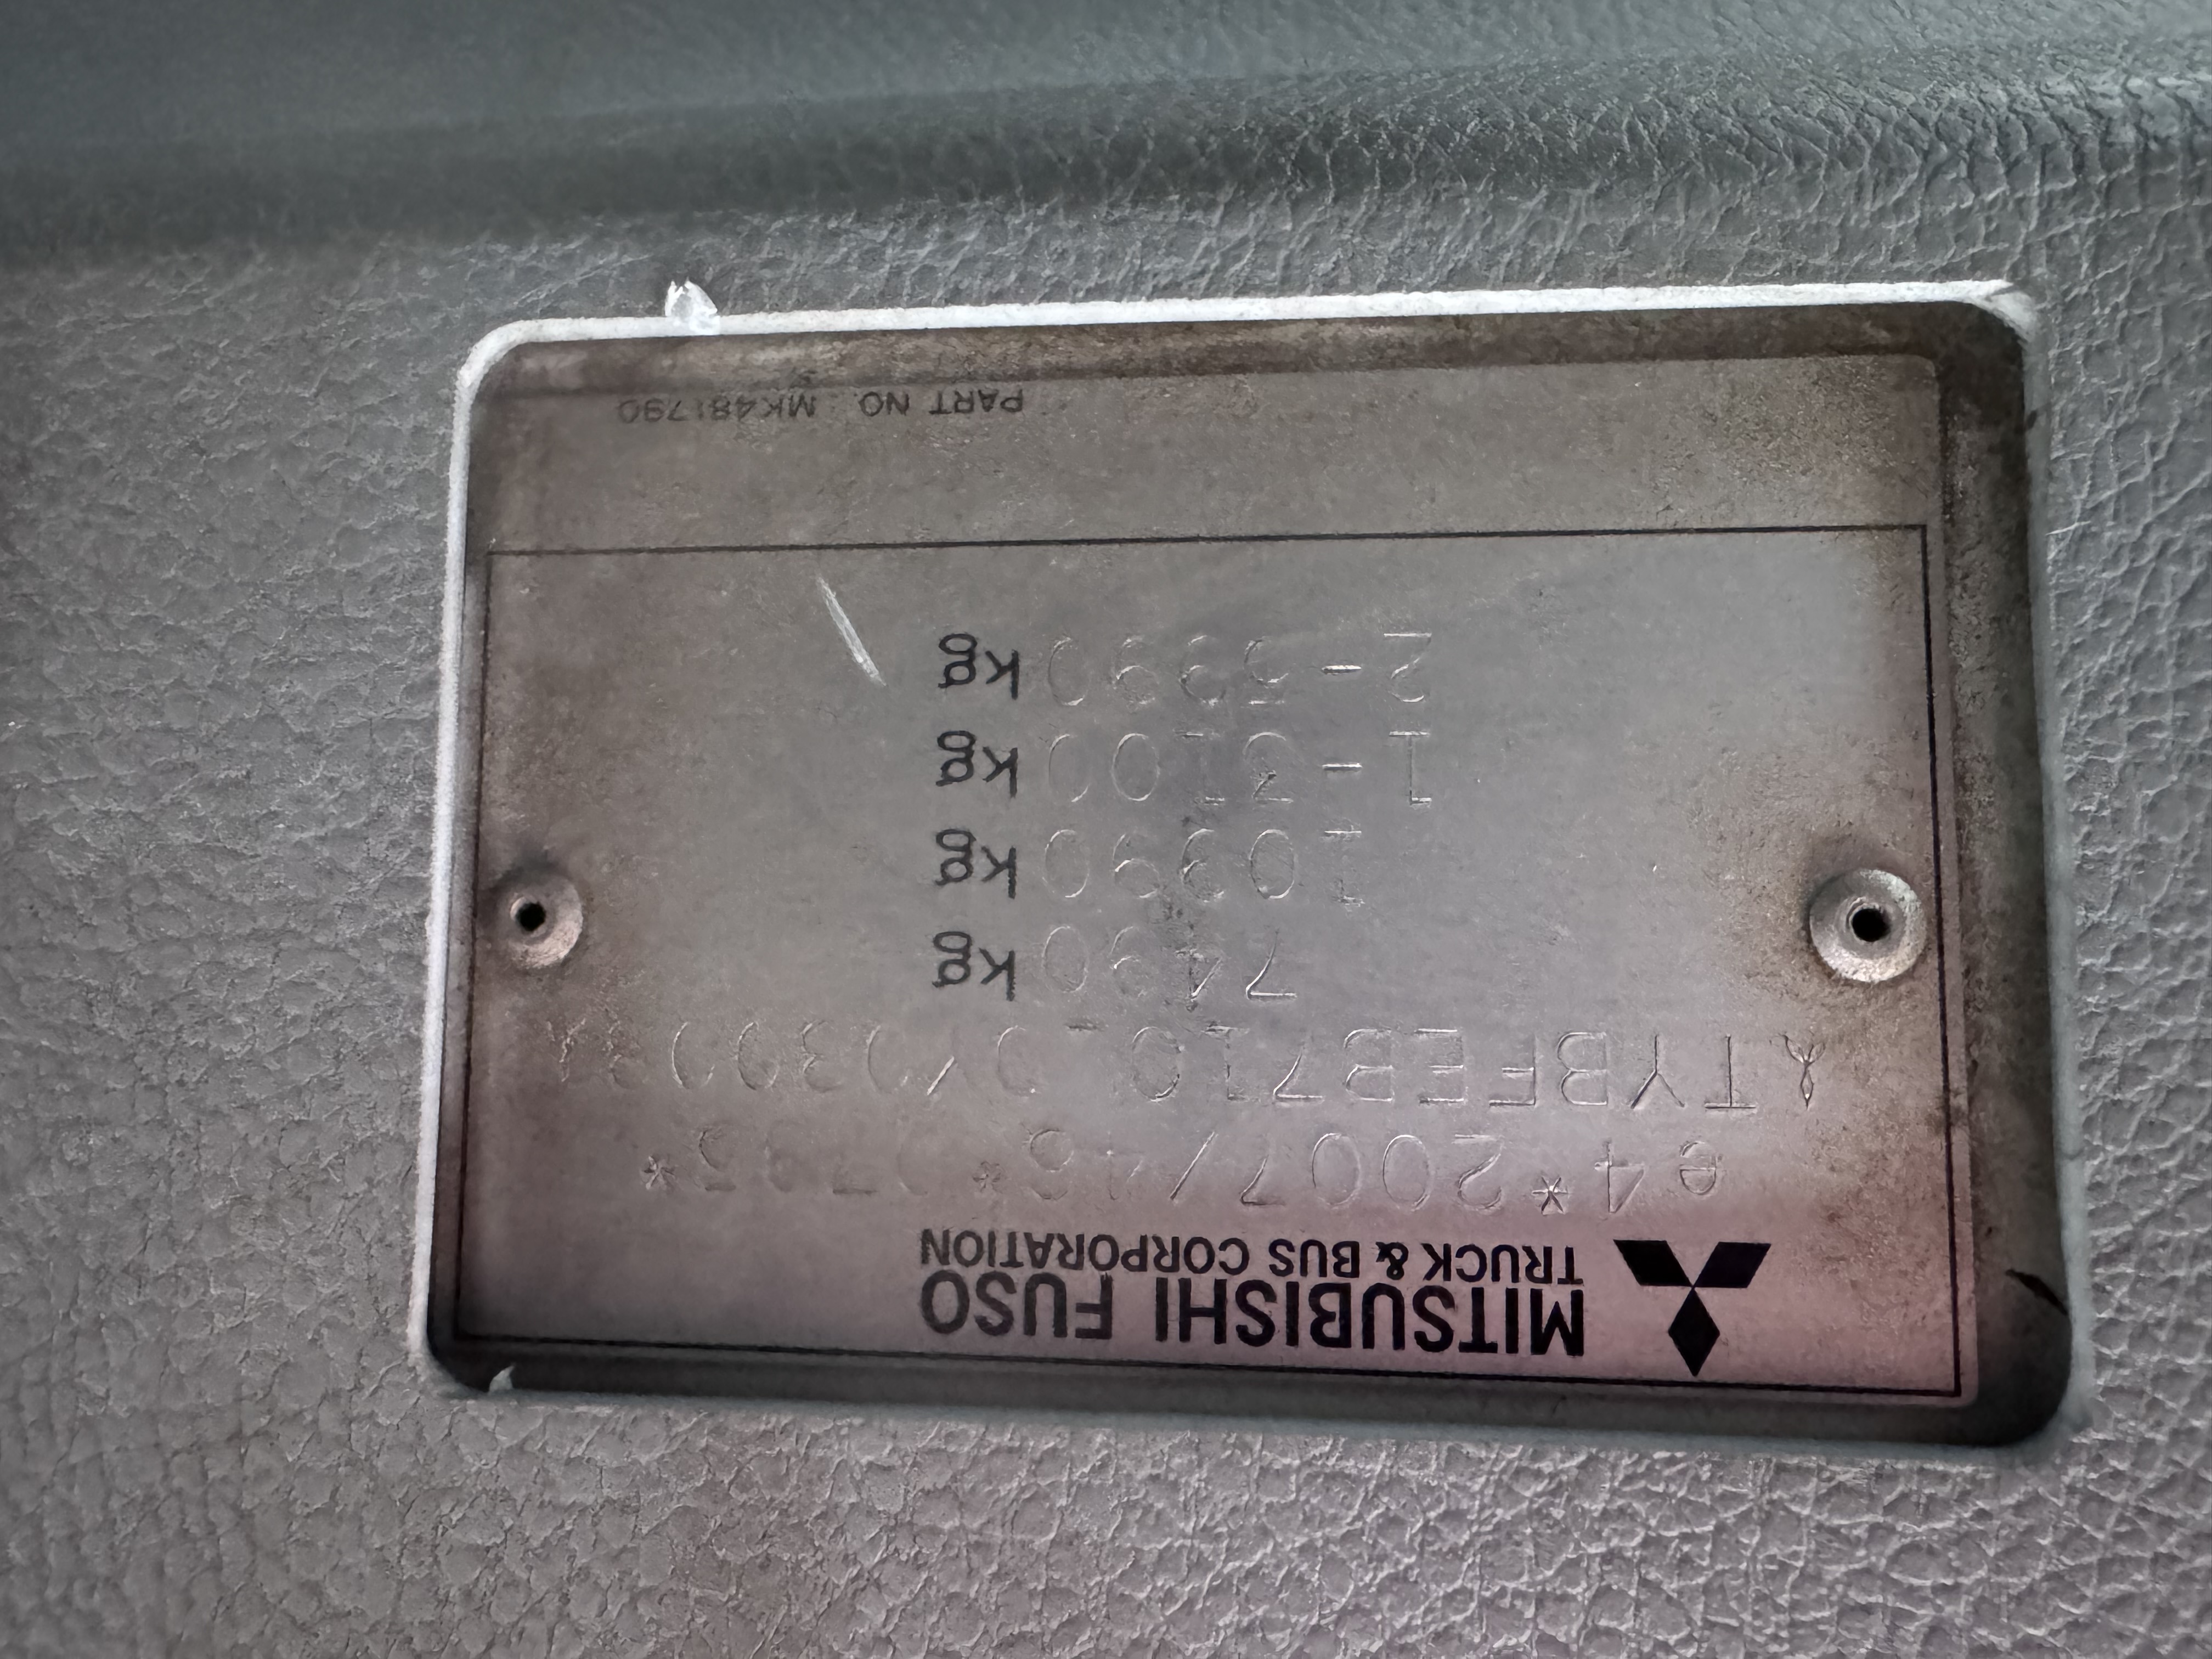 MITSUBISHI FUSO
TRUCK & BUS CORPORATION
e4*2007/46*
7490 kg
10990 kg
1-3100 kg
2-5990 kg
PART NO. MK481790